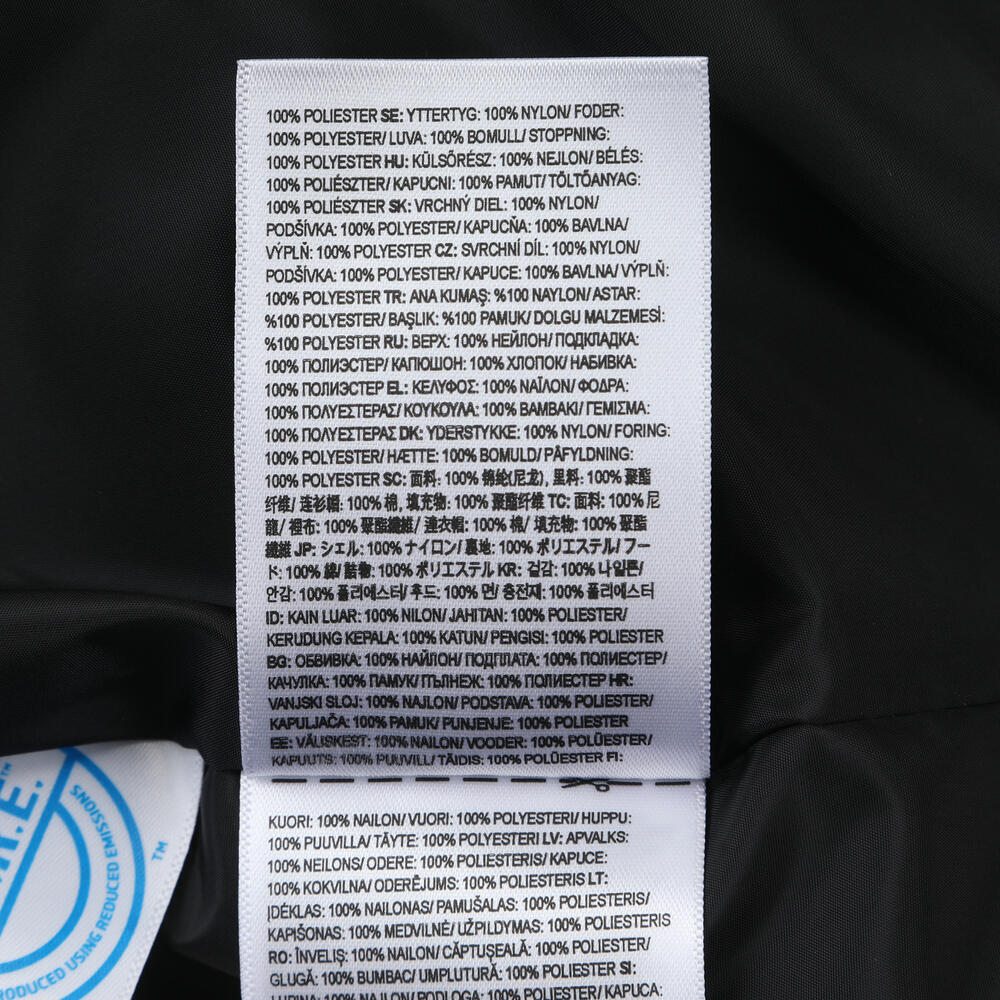 100% POLIESTER SE: YTTERTYG: 100% NYLON/ FODER:
100% POLYESTER/ LUVA: 100% BOMULL/ STOPPNING:
100% POLYESTER HU: KÜLSŐRÉSZ: 100% NEJLON/ BÉLÉS:
100% POLIÉSZTER/ KAPUCNI: 100% PAMUT/ TÖLTŐANYAG:
100% POLIÉSZTER SK: VRCHNÝ DIEL: 100% NYLON/
PODŠÍVKA: 100% POLYESTER/ KAPUCŇA: 100% BAVLNA/
VÝPLŇ: 100% POLYESTER CZ: SVRCHNÍ DÍL: 100% NYLON/
PODŠÍVKA: 100% POLYESTER/ KAPUCE: 100% BAVLNA/ VÝPLŇ:
100% POLYESTER TR: ANA KUMAŞ: %100 NAYLON/ ASTAR:
%100 POLYESTER/ BAŞLIK: %100 PAMUK/ DOLGU MALZEMESİ:
%100 POLYESTER RU: ВЕРХ: 100% НЕЙЛОН/ ПОДКЛАДКА:
100% ПОЛИЭСТЕР/ КАПЮШОН: 100% ХЛОПОК/ НАБИВКА:
100% ПОЛИЭСТЕР EL: ΚΕΛΥΦΟΣ: 100% ΝΑΪΛΟΝ/ ΦΟΔΡΑ:
100% ΠΟΛΥΕΣΤΕΡΑΣ/ ΚΟΥΚΟΥΛΑ: 100% ΒΑΜΒΑΚΙ/ ΓΕΜΙΣΜΑ:
100% ΠΟΛΥΕΣΤΕΡΑΣ DK: YDERSTYKKE: 100% NYLON/ FORING:
100% POLYESTER/ HÆTTE: 100% BOMULD/ PÅFYLDNING:
100% POLYESTER SC: 面料: 100% 锦纶(尼龙), 里料: 100% 聚酯
纤维/ 连衫帽: 100% 棉, 填充物: 100% 聚酯纤维 TC: 面料: 100% 尼
龍/ 裡布: 100% 聚酯纖維/ 連衣帽: 100% 棉/ 填充物: 100% 聚酯
纖維 JP: シェル: 100% ナイロン/ 裏地: 100% ポリエステル/ フー
ド: 100% 綿/ 詰物: 100% ポリエステル KR: 겉감: 100% 나일론/
안감: 100% 폴리에스터/ 후드: 100% 면/ 충전재: 100% 폴리에스터
ID: KAIN LUAR: 100% NILON/ JAHITAN: 100% POLIESTER/
KERUDUNG KEPALA: 100% KATUN/ PENGISI: 100% POLIESTER
BG: ОБВИВКА: 100% НАЙЛОН/ ПОДПЛАТА: 100% ПОЛИЕСТЕР/
КАЧУЛКА: 100% ПАМУК/ ПЪЛНЕЖ: 100% ПОЛИЕСТЕР HR:
VANJSKI SLOJ: 100% NAJLON/ PODSTAVA: 100% POLIESTER/
KAPULJAČA: 100% PAMUK/ PUNJENJE: 100% POLIESTER
EE: VÄLISKEST: 100% NAILON/ VOODER: 100% POLÜESTER/
KAPUUTS: 100% PUUVILL/ TÄIDIS: 100% POLÜESTER FI:
KUORI: 100% NAILON/ VUORI: 100% POLYESTERI/ HUPPU:
100% PUUVILLA/ TÄYTE: 100% POLYESTERI LV: APVALKS:
100% NEILONS/ ODERE: 100% POLIESTERIS/ KAPUCE:
100% KOKVILNA/ ODERĒJUMS: 100% POLIESTERIS LT:
ĮDĖKLAS: 100% NAILONAS/ PAMUŠALAS: 100% POLIESTERIS/
KAPIŠONAS: 100% MEDVILNĖ/ UŽPILDYMAS: 100% POLIESTERIS
RO: ÎNVELIȘ: 100% NAILON/ CĂPTUȘEALĂ: 100% POLIESTER/
GLUGĂ: 100% BUMBAC/ UMPLUTURĂ: 100% POLIESTER SI:
LUPINA: 100% NAJLON/ PODLOGA: 100% POLIESTER/ KAPUCA:
.E. ™
USING REDUCED EMISSIONS ™